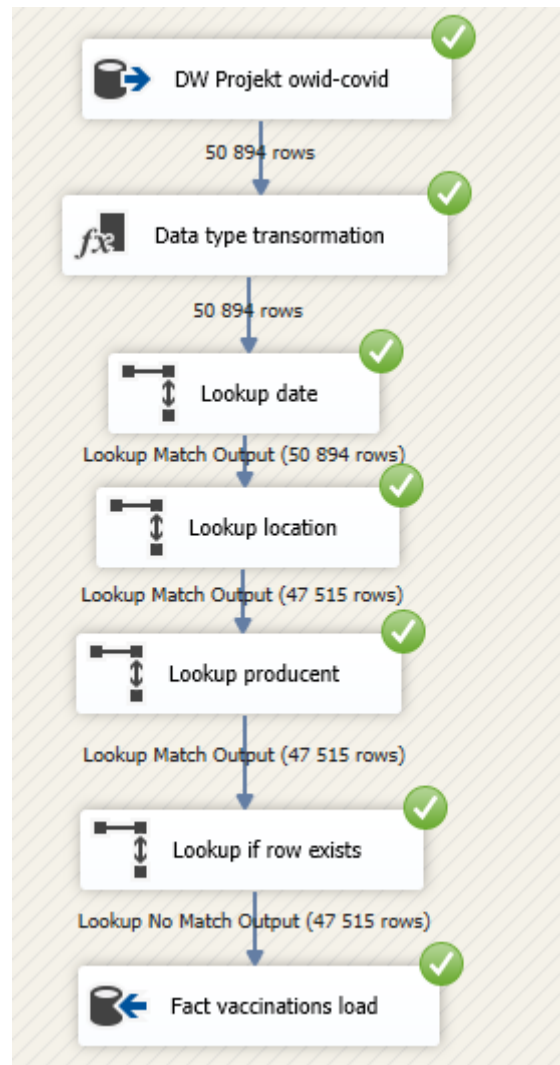 DW Projekt owid-covid
50 894 rows
Data type transormation
50 894 rows
Lookup date
Lookup Match Output (50 894 rows)
Lookup location
Lookup Match Output (47 515 rows)
Lookup producent
Lookup Match Output (47 515 rows)
Lookup if row exists
Lookup No Match Output (47 515 rows)
Fact vaccinations load